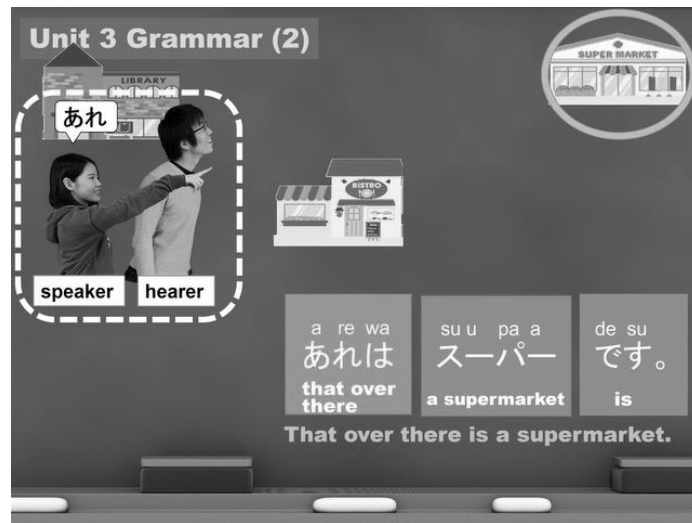 Unit 3 Grammar (2)
LIBRARY
SUPER MARKET
あれ
BISTRO
speaker
hearer
a re wa
あれは
that over
there
su u pa a
スーパー
a supermarket
de su
です。
is
That over there is a supermarket.